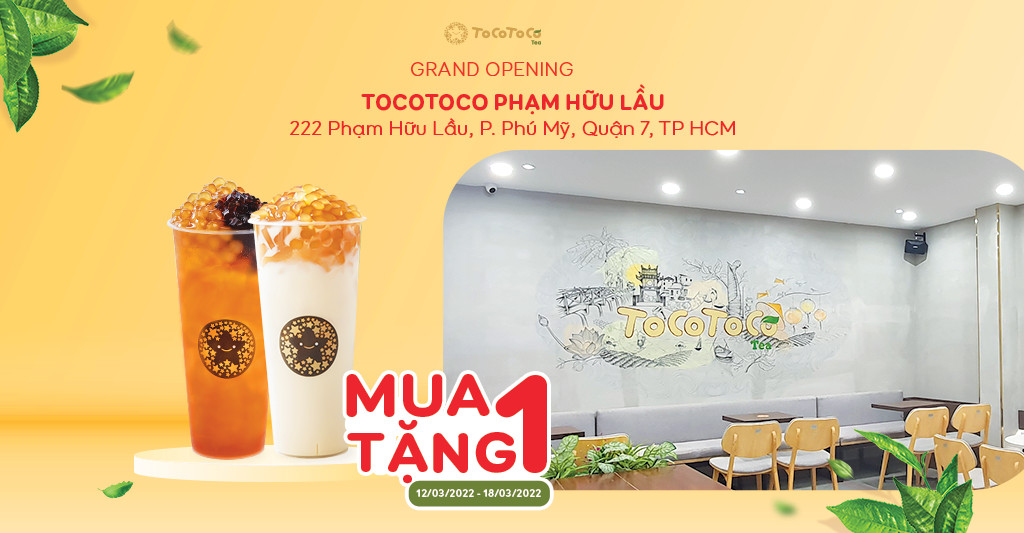 ToCoToCo
Tea
GRAND OPENING
TOCOTOCO PHẠM HỮU LẦU
222 Phạm Hữu Lầu, P. Phú Mỹ, Quận 7, TP HCM
ToCoToCo
Tea
MUA 1
TẶNG 1
12/03/2022 - 18/03/2022